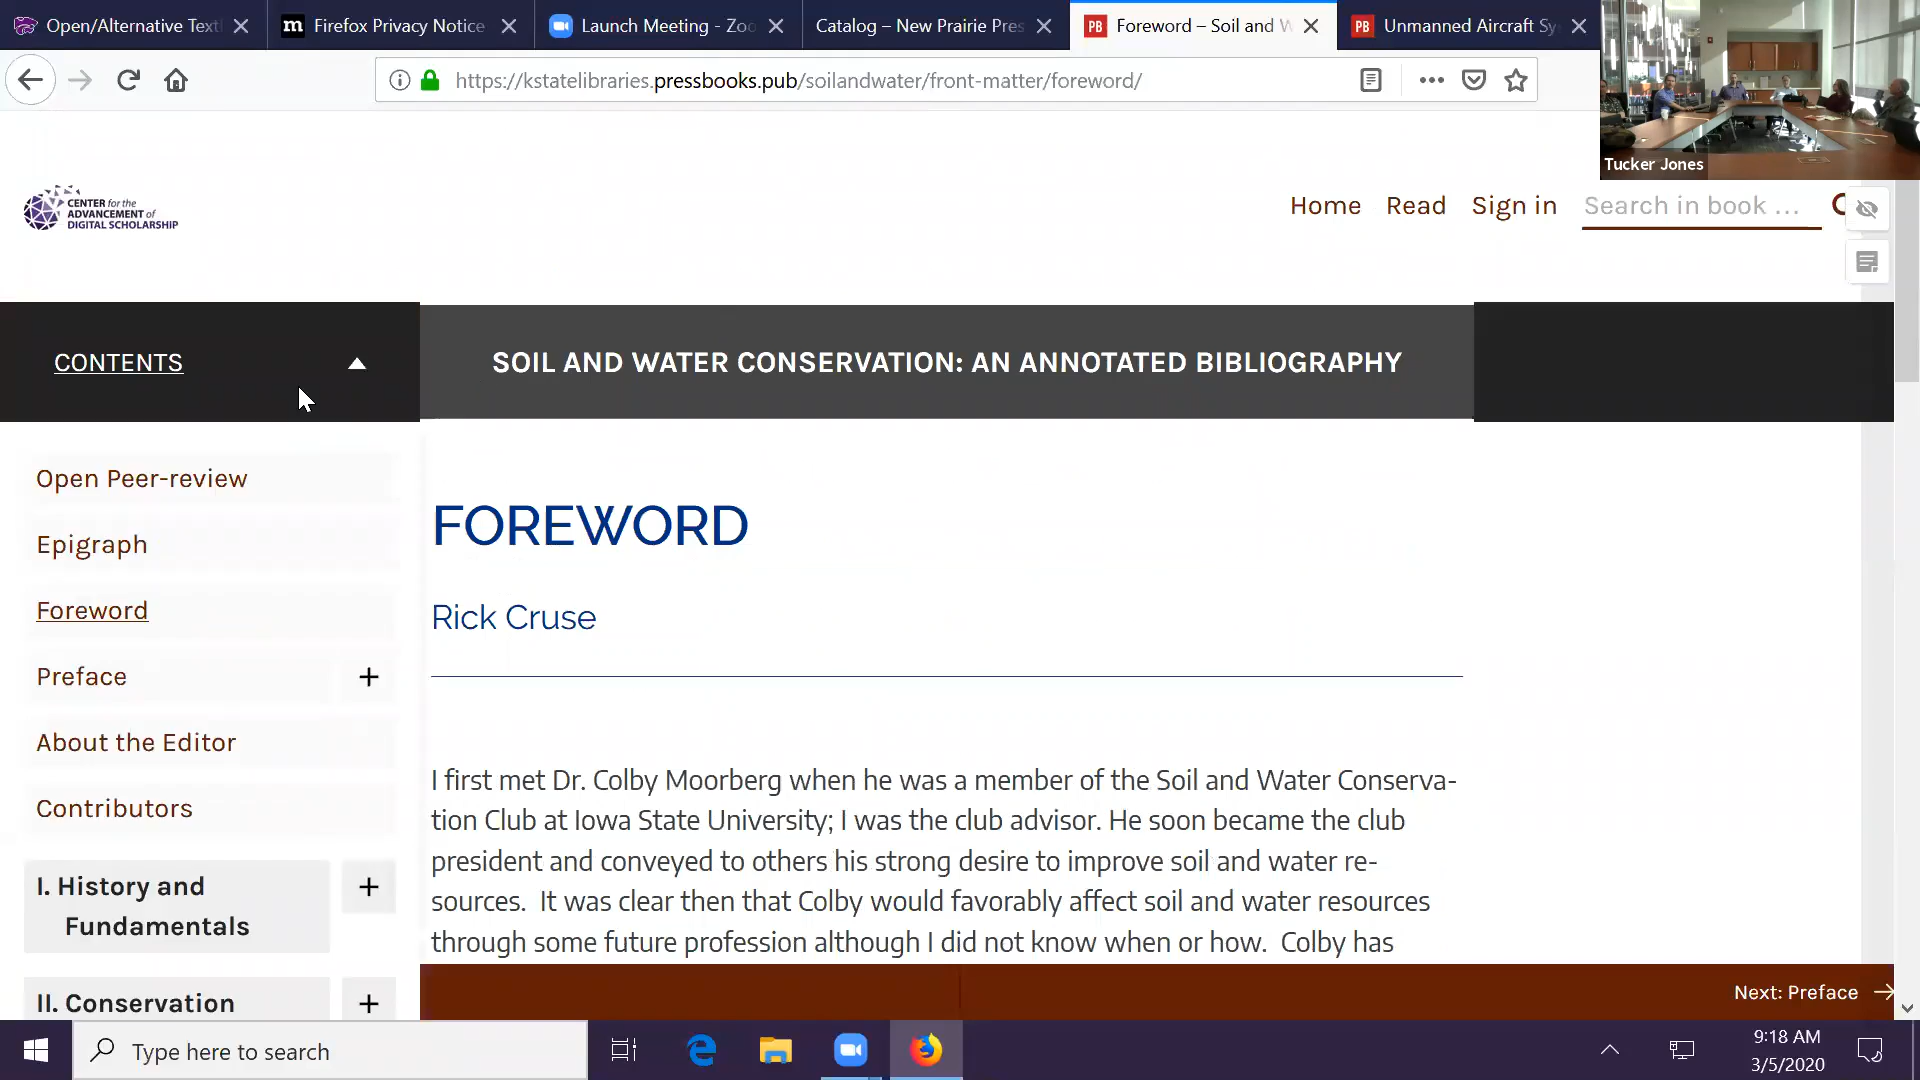 Open/Alternative Text
Firefox Privacy Notice
Launch Meeting - Zoo
Catalog – New Prairie Pres
Foreword – Soil and W
Unmanned Aircraft Sy
https://kstatelibraries.pressbooks.pub/soilandwater/front-matter/foreword/
Tucker Jones
CENTER for the
ADVANCEMENT of
DIGITAL SCHOLARSHIP
Home Read Sign in Search in book ...
CONTENTS
SOIL AND WATER CONSERVATION: AN ANNOTATED BIBLIOGRAPHY
Open Peer-review
Epigraph
Foreword
Preface +
About the Editor
Contributors
I. History and +
Fundamentals
II. Conservation +
FOREWORD
Rick Cruse
I first met Dr. Colby Moorberg when he was a member of the Soil and Water Conserva-
tion Club at Iowa State University; I was the club advisor. He soon became the club
president and conveyed to others his strong desire to improve soil and water re-
sources.  It was clear then that Colby would favorably affect soil and water resources
through some future profession although I did not know when or how.  Colby has
Next: Preface →
Type here to search
9:18 AM
3/5/2020